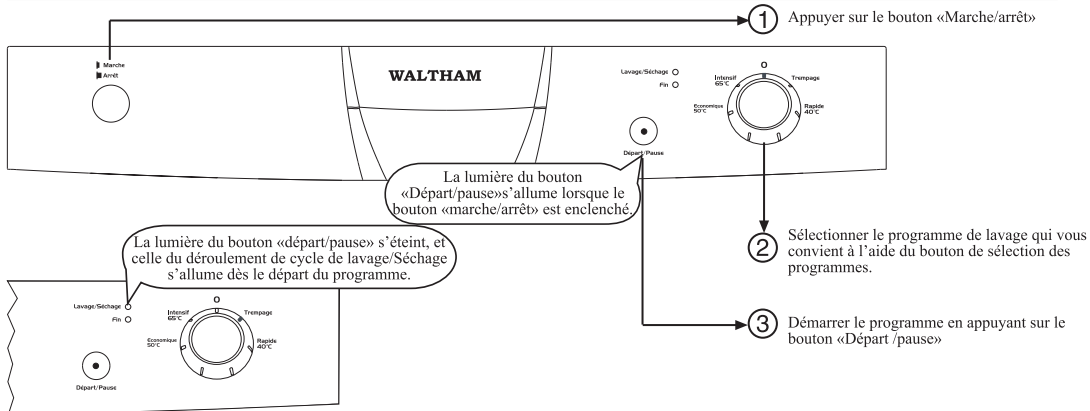 1 Appuyer sur le bouton «Marche/arrêt»
Marche
Arrêt
WALTHAM
Lavage/Séchage
Fin
Départ/Pause
O
Intensif
65°C
Trempage
Economique
50°C
Rapide
40°C
La lumière du bouton
«Départ/pause»s’allume lorsque le
bouton «marche/arrêt» est enclenché.
2 Sélectionner le programme de lavage qui vous
convient à l’aide du bouton de sélection des
programmes.
La lumière du bouton «départ/pause» s’éteint, et
celle du déroulement de cycle de lavage/Séchage
s’allume dès le départ du programme.
Lavage/Séchage
Fin
Départ/Pause
O
Intensif
65°C
Trempage
Economique
50°C
Rapide
40°C
3 Démarrer le programme en appuyant sur le
bouton «Départ /pause»